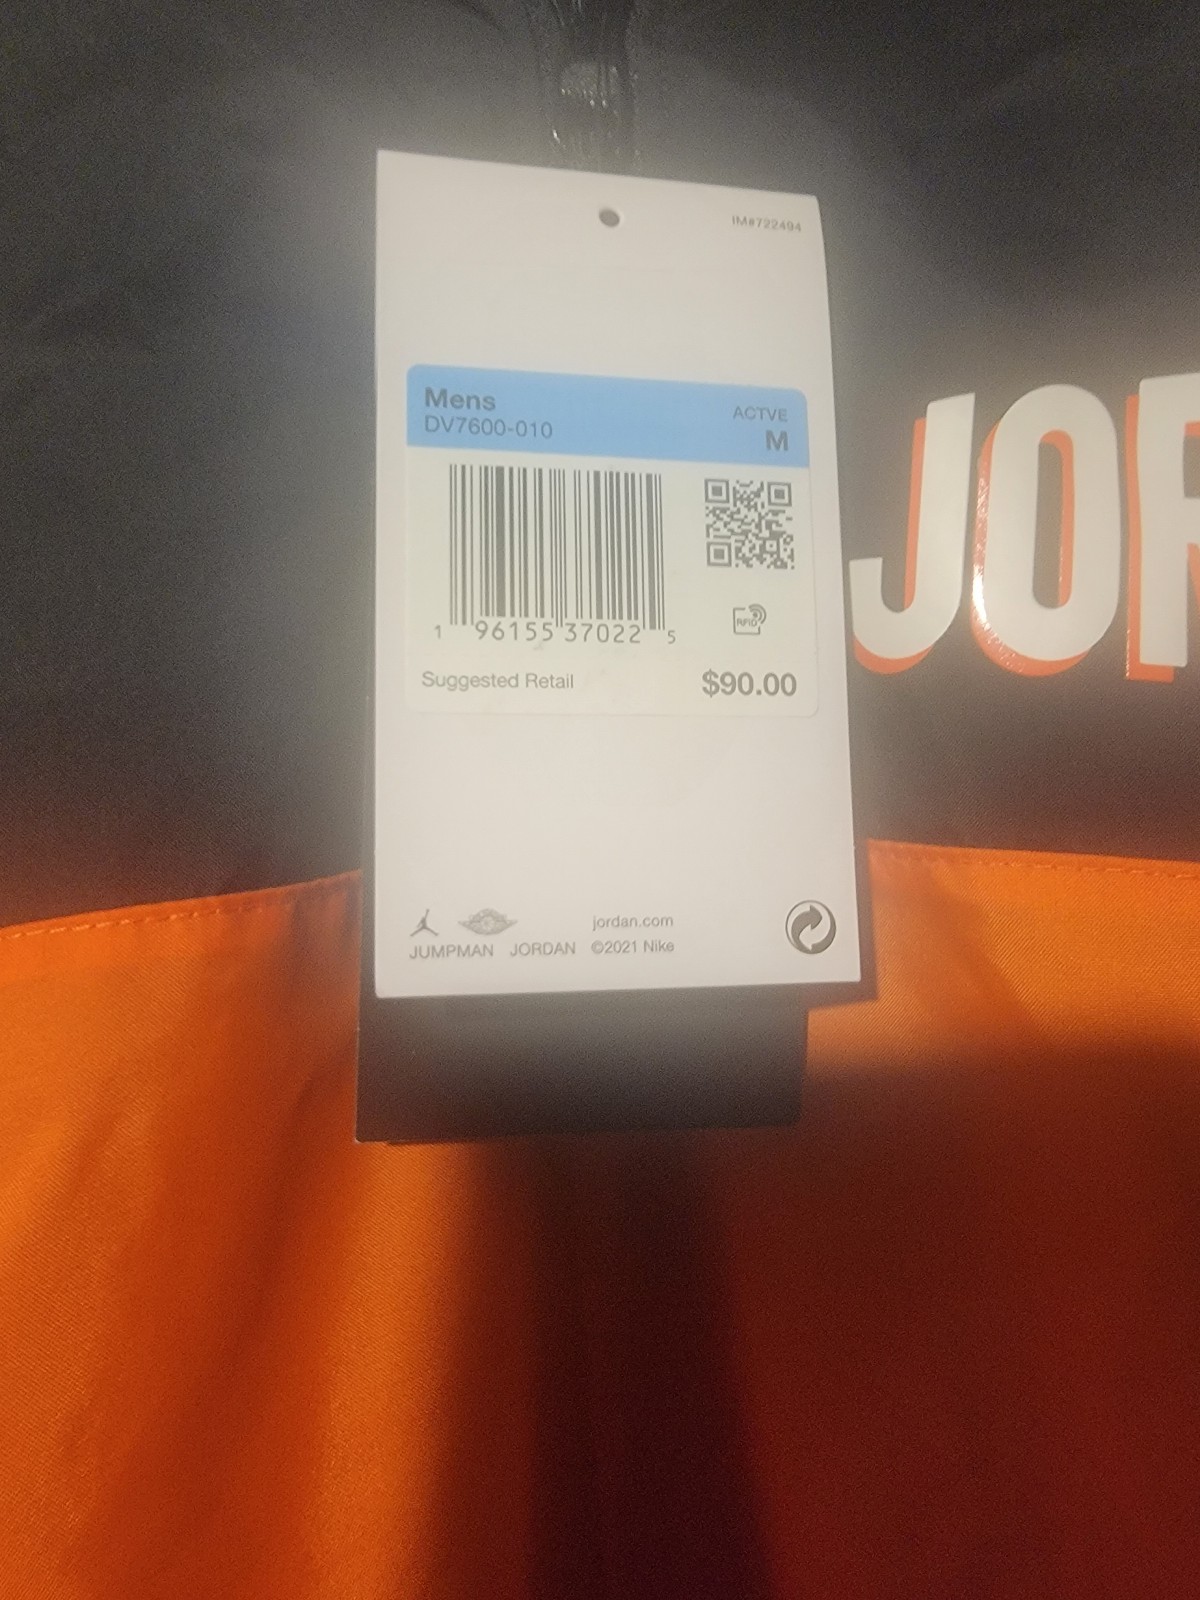 IM#722494
Mens
DV7600-010
ACTVE
M
1 96155 37022 5
RFID
Suggested Retail $90.00
JUMPMAN JORDAN
jordan.com
©2021 Nike
JOR